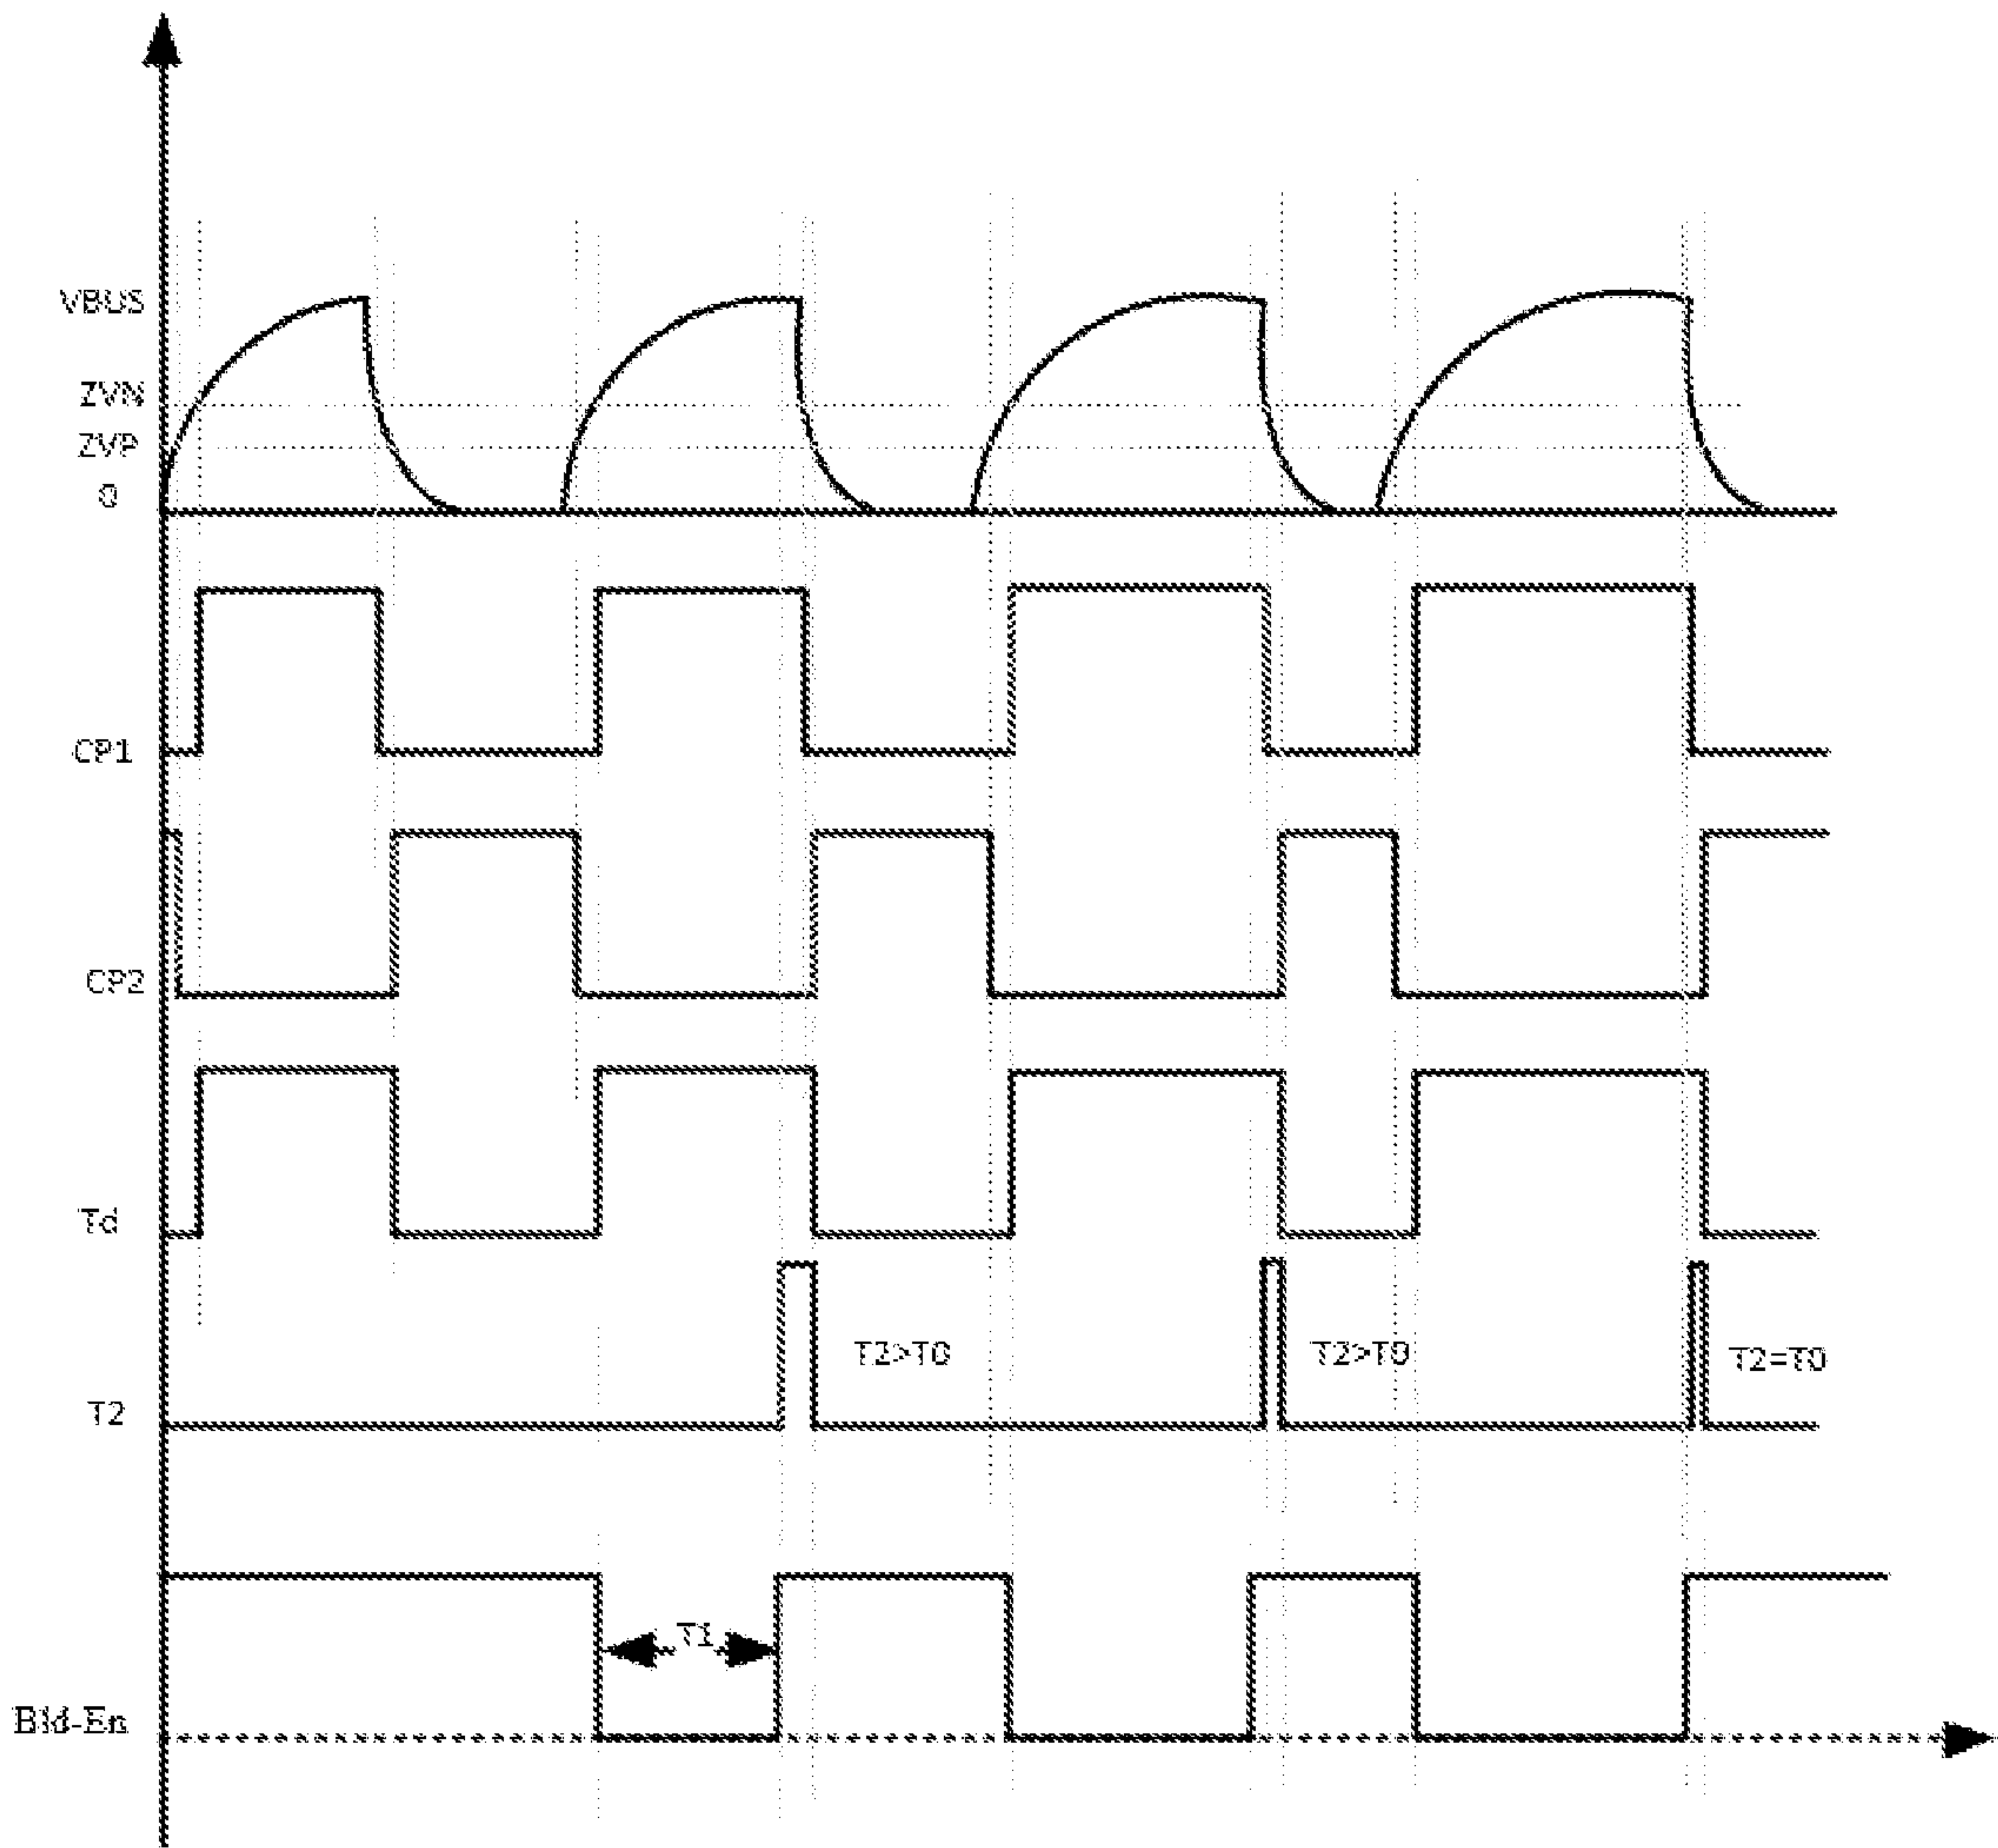 VBUS
ZVN
ZVP
0
CP1
CP2
Td
T2>T0
T2>T0
T2=T0
T2
T1
Bld-En